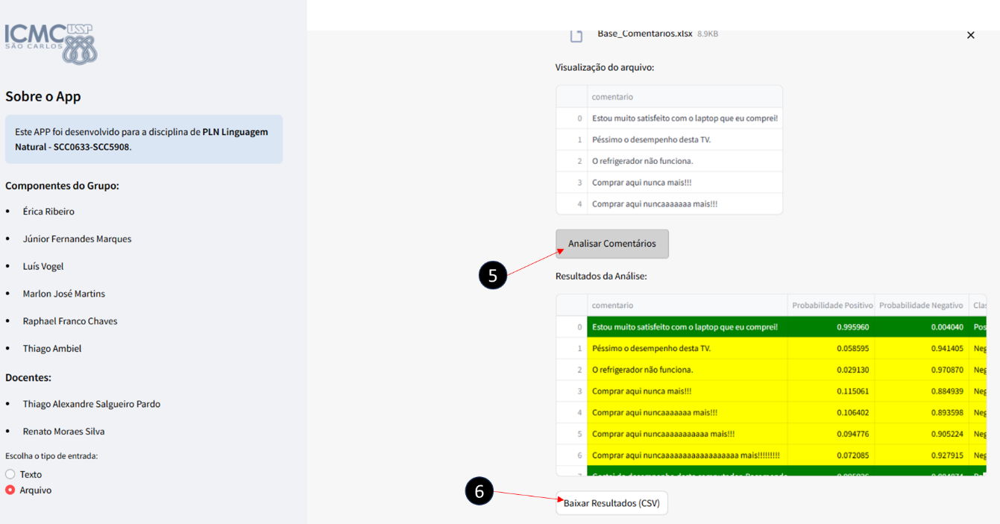 ICMC USP
SÃO CARLOS
Sobre o App
Este APP foi desenvolvido para a disciplina de PLN Linguagem
Natural - SCC0633-SCC5908.
Componentes do Grupo:
• Érica Ribeiro
• Júnior Fernandes Marques
• Luís Vogel
• Marlon José Martins
• Raphael Franco Chaves
• Thiago Ambiel
Docentes:
• Thiago Alexandre Salgueiro Pardo
• Renato Moraes Silva
Escolha o tipo de entrada:
Texto
Arquivo
Base_Comentarios.xlsx 8.9KB
Visualização do arquivo:
comentario
0 Estou muito satisfeito com o laptop que eu comprei!
1 Péssimo o desempenho desta TV.
2 O refrigerador não funciona.
3 Comprar aqui nunca mais!!!
4 Comprar aqui nuncaaaaaaa mais!!!
Analisar Comentários
5
Resultados da Análise:
comentario Probabilidade Positivo Probabilidade Negativo Clas
0 Estou muito satisfeito com o laptop que eu comprei! 0.995960 0.004040 Pos
1 Péssimo o desempenho desta TV. 0.058595 0.941405 Neg
2 O refrigerador não funciona. 0.029130 0.970870 Neg
3 Comprar aqui nunca mais!!! 0.115061 0.884939 Neg
4 Comprar aqui nuncaaaaaaa mais!!! 0.106402 0.893598 Neg
5 Comprar aqui nuncaaaaaaaaaaa mais!!! 0.094776 0.905224 Neg
6 Comprar aqui nuncaaaaaaaaaaaaaaaaaa mais!!!!!!!!! 0.072085 0.927915 Neg
6
Baixar Resultados (CSV)